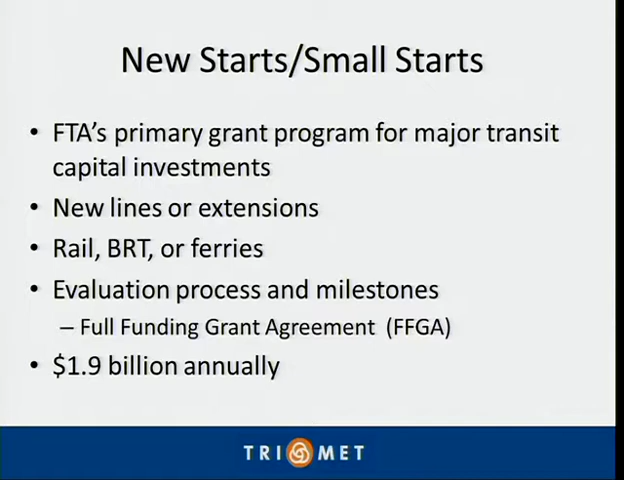 New Starts/Small Starts
• FTA's primary grant program for major transit
capital investments
• New lines or extensions
• Rail, BRT, or ferries
• Evaluation process and milestones
– Full Funding Grant Agreement (FFGA)
• $1.9 billion annually
TRI MET